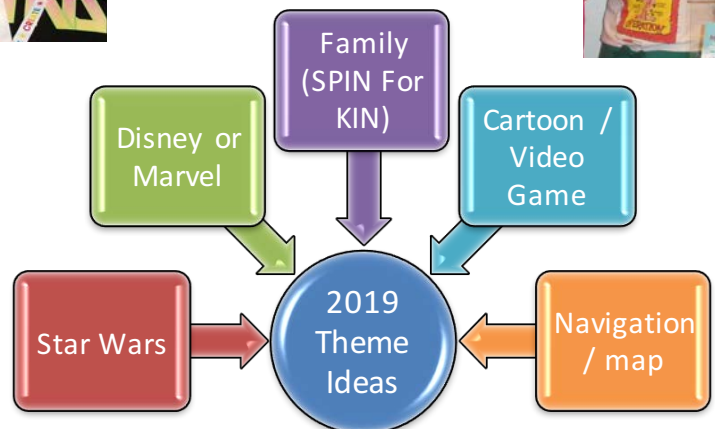 Family
(SPIN For
KIN)
Disney or
Marvel
Cartoon /
Video
Game
Star Wars
2019
Theme
Ideas
Navigation
/ map